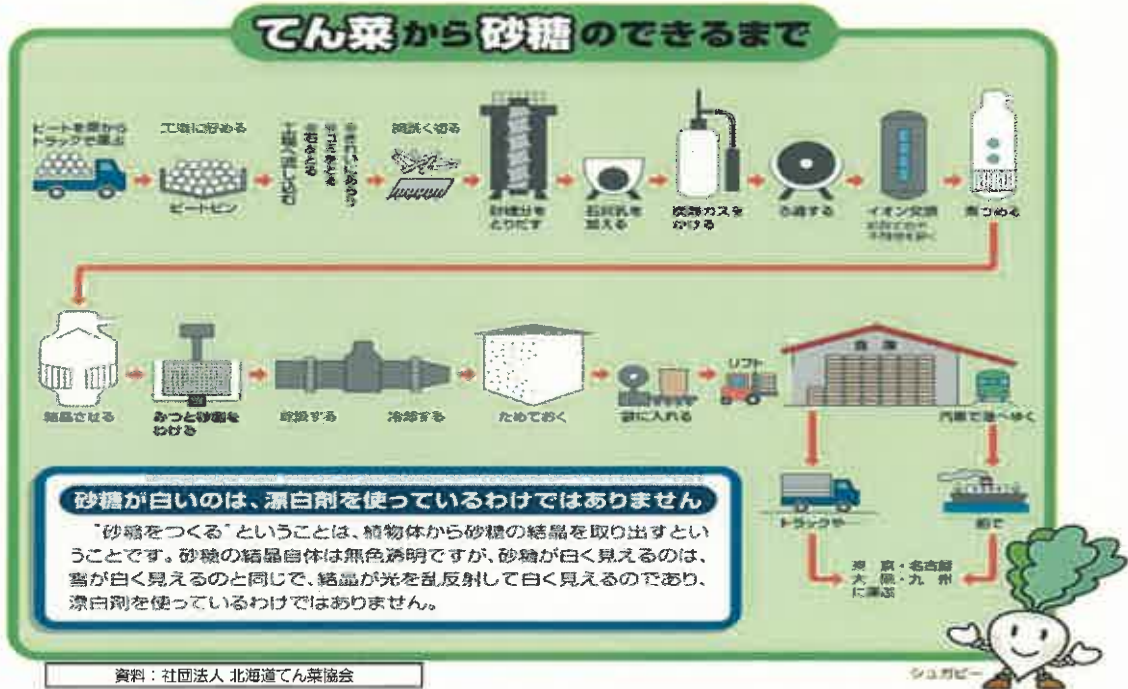 てん菜から砂糖のできるまで
ビートを畑から
トラックで運ぶ
工場に貯める
ビートビン
細長く切る
糖分を
とりだす
石灰乳を
加える
炭酸ガスを
かける
ろ過する
イオン交換
煮つめる
結晶させる
みつと砂糖を
わける
乾燥する
冷却する
ためておく
袋に入れる
リフト
倉庫
汽車で港へゆく
トラックや
船で
東京・名古屋
大阪・九州
に運ぶ
砂糖が白いのは、漂白剤を使っているわけではありません
"砂糖をつくる"ということは、植物体から砂糖の結晶を取り出すとい
うことです。砂糖の結晶自体は無色透明ですが、砂糖が白く見えるのは、
雪が白く見えるのと同じで、結晶が光を乱反射して白く見えるのであり、
漂白剤を使っているわけではありません。
シュガビー
資料：社団法人 北海道てん菜協会